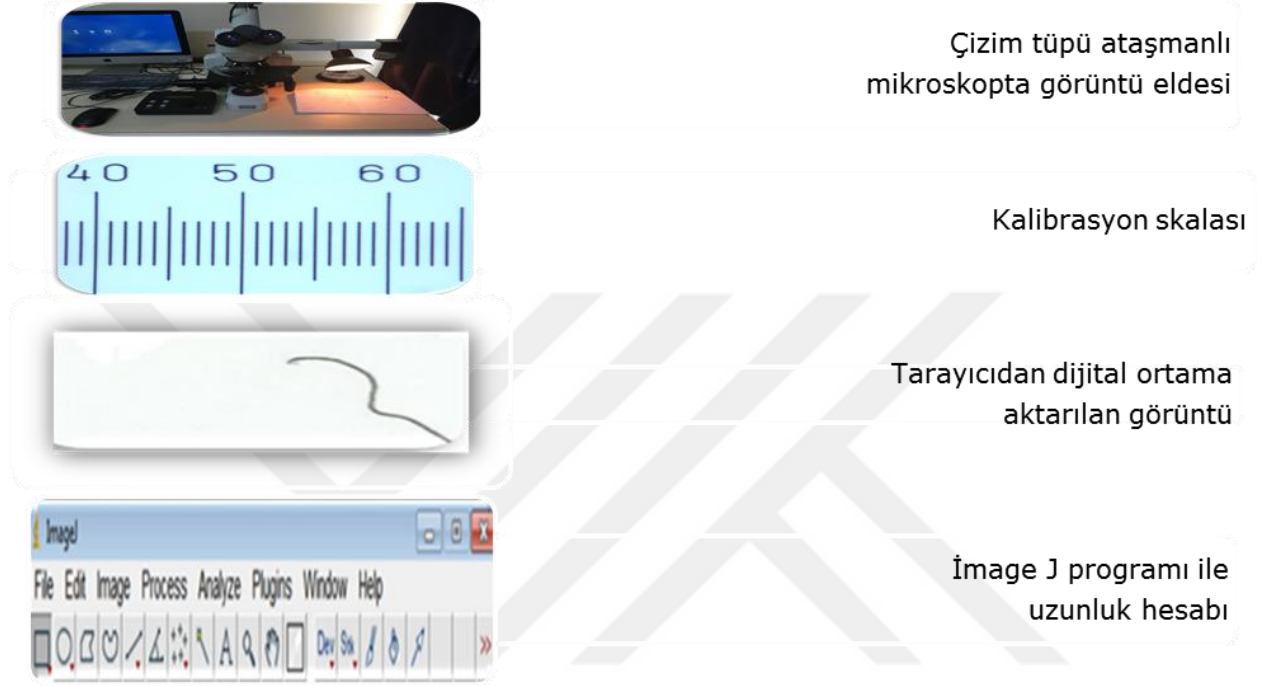 Çizim tüpü ataşmanlı
mikroskopta görüntü eldesi
40 50 60
Kalibrasyon skalası
Tarayıcıdan dijital ortama
aktarılan görüntü
ImageJ
File Edit Image Process Analyze Plugins Window Help
A Dev Stk »
İmage J programı ile
uzunluk hesabı